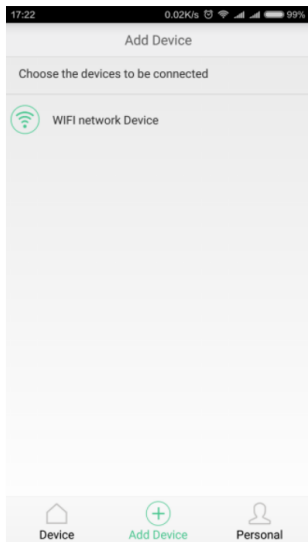 17:22 0.02K/s 99%
Add Device
Choose the devices to be connected
WIFI network Device
Device Add Device Personal